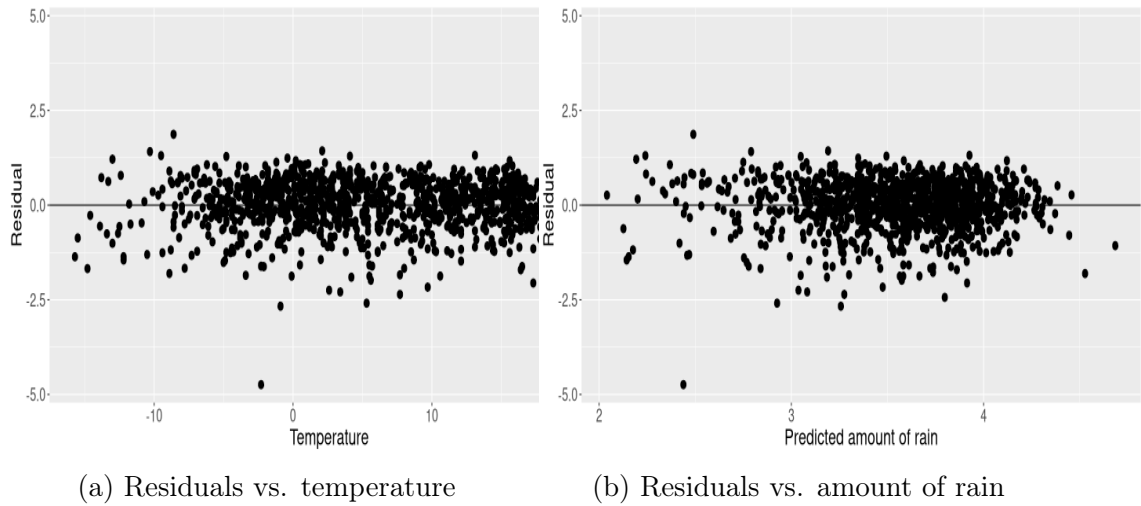 5.0
2.5
0.0
-2.5
-5.0
Residual
-10
0
10
Temperature
5.0
2.5
0.0
-2.5
-5.0
Residual
2
3
4
Predicted amount of rain
(a) Residuals vs. temperature
(b) Residuals vs. amount of rain